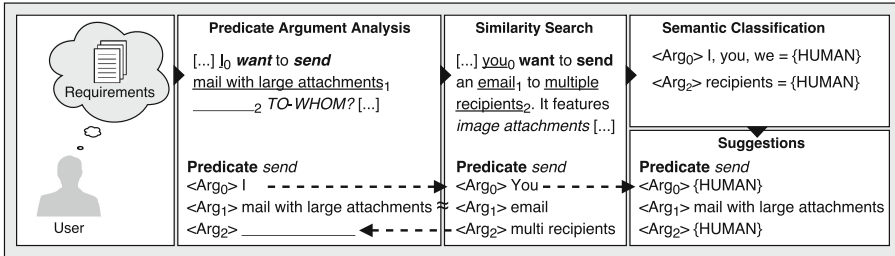 Requirements
User
Predicate Argument Analysis
[...] I0 want to send
mail with large attachments1
____________2 TO-WHOM? [...]
Predicate send
<Arg0> I
<Arg1> mail with large attachments ≈
<Arg2> ________________
Similarity Search
[...] you0 want to send
an email1 to multiple
recipients2. It features
image attachments [...]
Predicate send
<Arg0> You
<Arg1> email
<Arg2> multi recipients
Semantic Classification
<Arg0> I, you, we = {HUMAN}
<Arg2> recipients = {HUMAN}
Suggestions
Predicate send
<Arg0> {HUMAN}
<Arg1> mail with large attachments
<Arg2> {HUMAN}